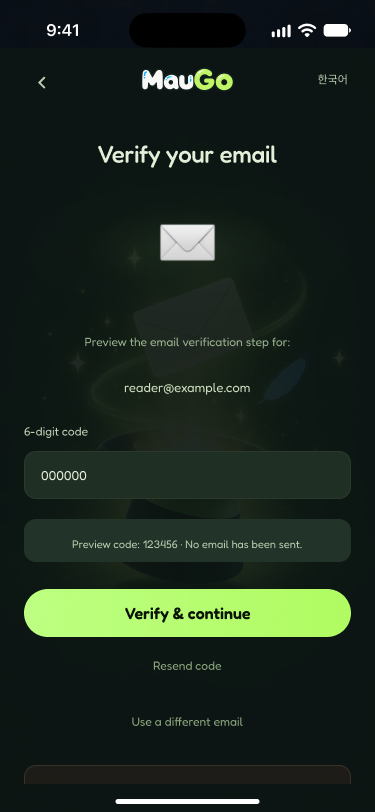 9:41
MauGo
한국어
Verify your email
Preview the email verification step for:
reader@example.com
6-digit code
000000
Preview code: 123456 · No email has been sent.
Verify & continue
Resend code
Use a different email